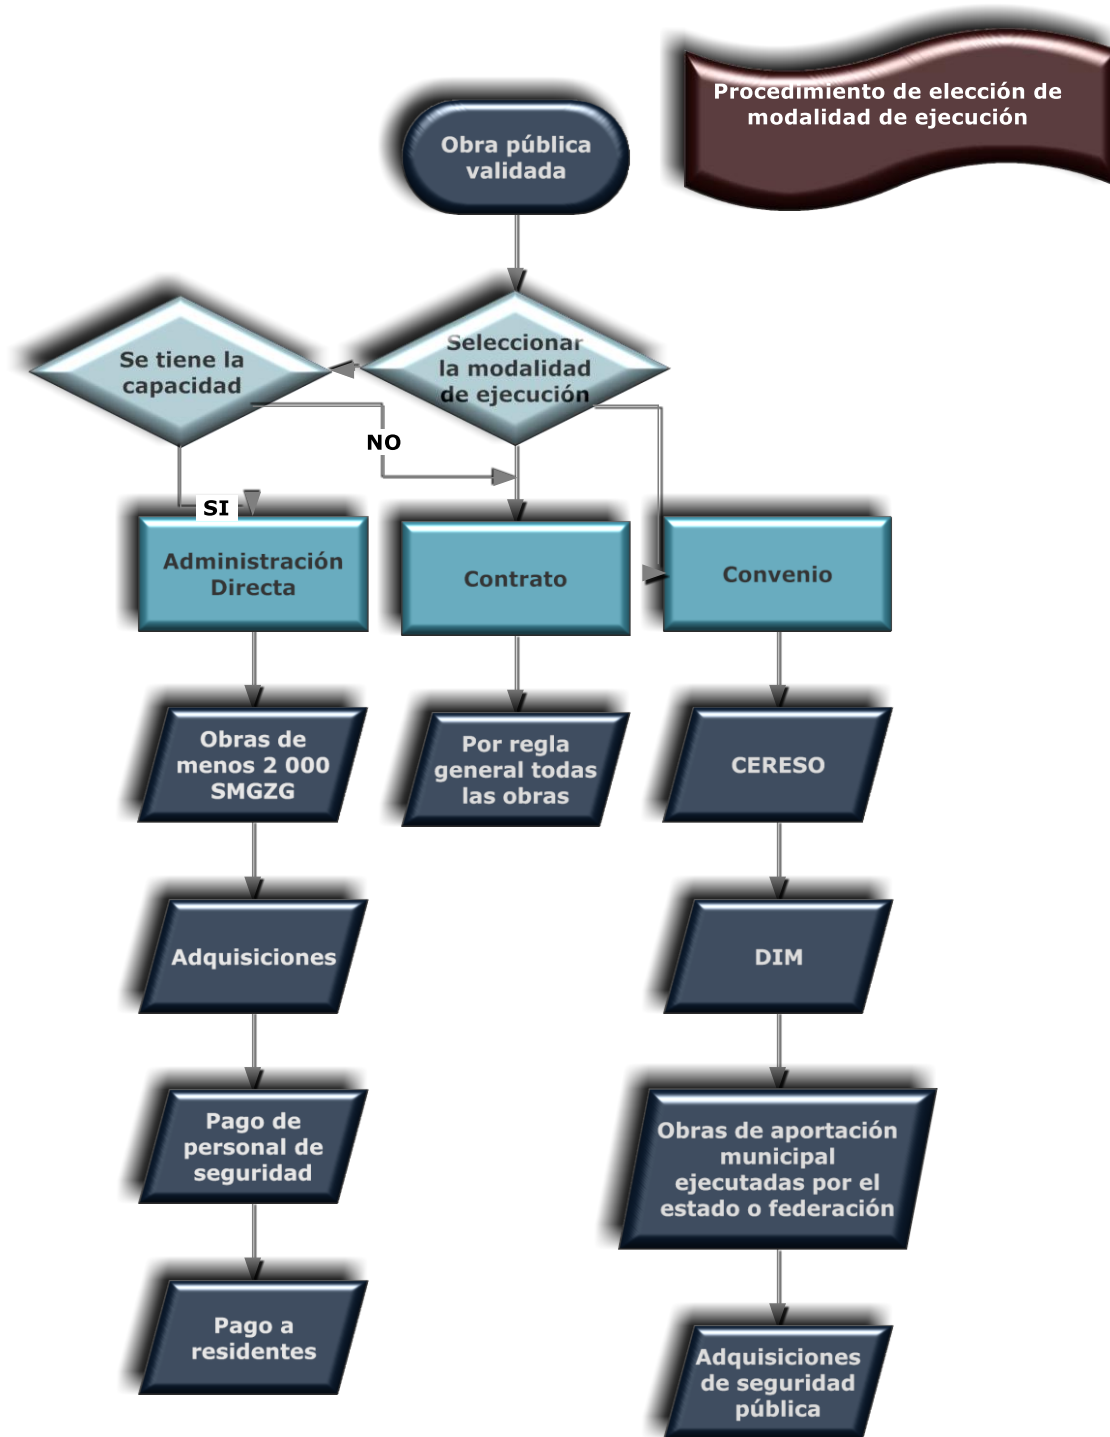 Procedimiento de elección de
modalidad de ejecución
Obra pública
validada
Seleccionar
la modalidad
de ejecución
Se tiene la
capacidad
NO
SI
Administración
Directa
Contrato
Convenio
Obras de
menos 2 000
SMGZG
Por regla
general todas
las obras
CERESO
Adquisiciones
DIM
Pago de
personal de
seguridad
Obras de aportación
municipal
ejecutadas por el
estado o federación
Pago a
residentes
Adquisiciones
de seguridad
pública